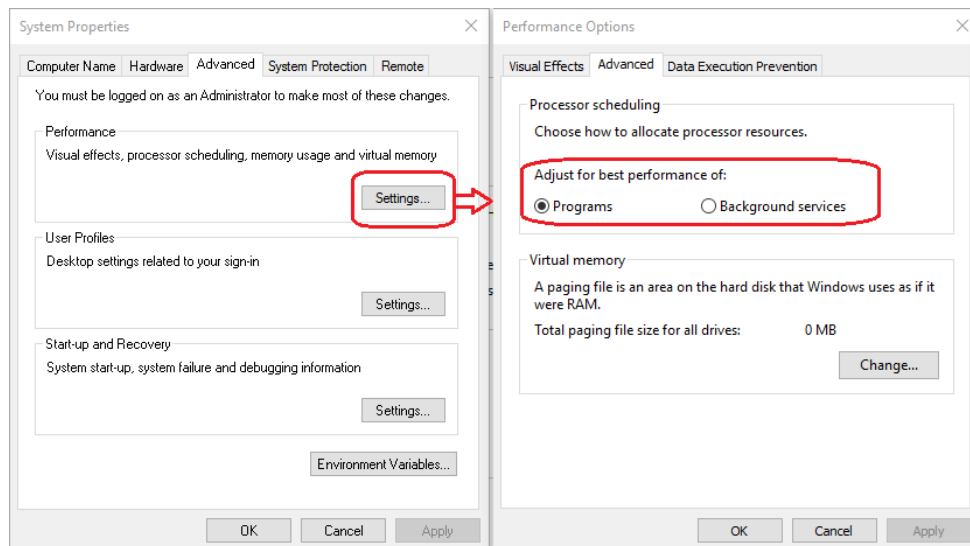 System Properties
Computer Name Hardware Advanced System Protection Remote
You must be logged on as an Administrator to make most of these changes.
Performance
Visual effects, processor scheduling, memory usage and virtual memory
Settings...
User Profiles
Desktop settings related to your sign-in
Settings...
Start-up and Recovery
System start-up, system failure and debugging information
Settings...
Environment Variables...
OK Cancel Apply
Performance Options
Visual Effects Advanced Data Execution Prevention
Processor scheduling
Choose how to allocate processor resources.
Adjust for best performance of:
Programs Background services
Virtual memory
A paging file is an area on the hard disk that Windows uses as if it
were RAM.
Total paging file size for all drives: 0 MB
Change...
OK Cancel Apply